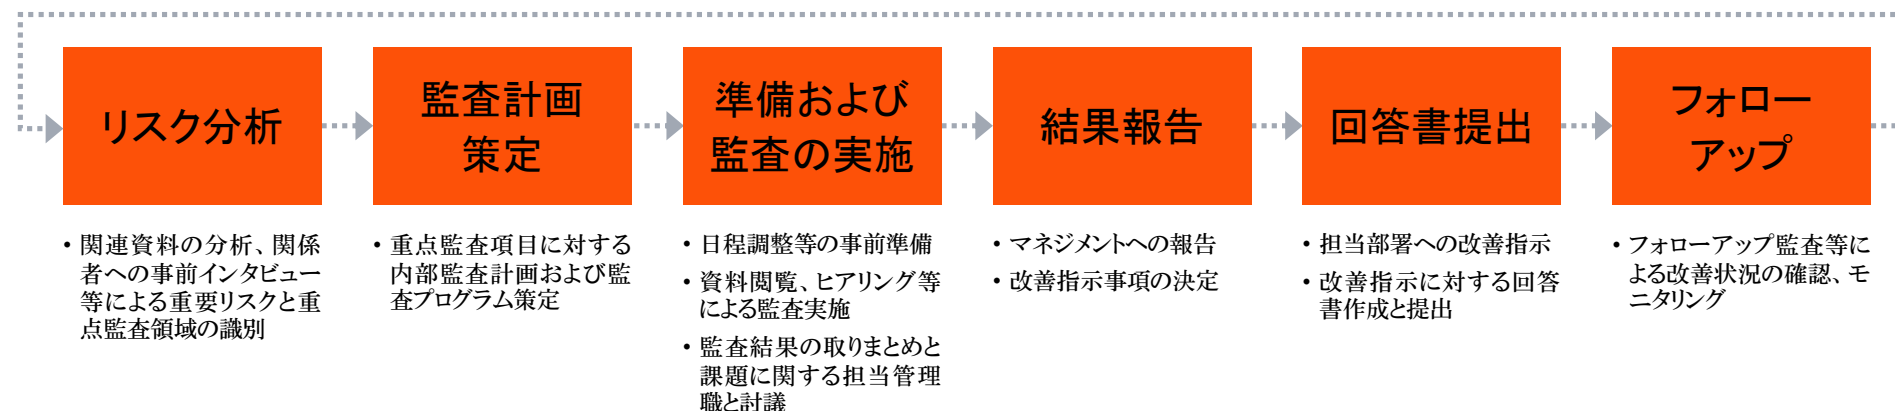 リスク分析
監査計画
策定
準備および
監査の実施
結果報告
回答書提出
フォロー
アップ
・関連資料の分析、関係
者への事前インタビュー
等による重要リスクと重
点監査領域の識別
・重点監査項目に対する
内部監査計画および監
査プログラム策定
・日程調整等の事前準備
・資料閲覧、ヒアリング等
による監査実施
・監査結果の取りまとめと
課題に関する担当管理
職と討議
・マネジメントへの報告
・改善指示事項の決定
・担当部署への改善指示
・改善指示に対する回答
書作成と提出
・フォローアップ監査等に
よる改善状況の確認、モ
ニタリング